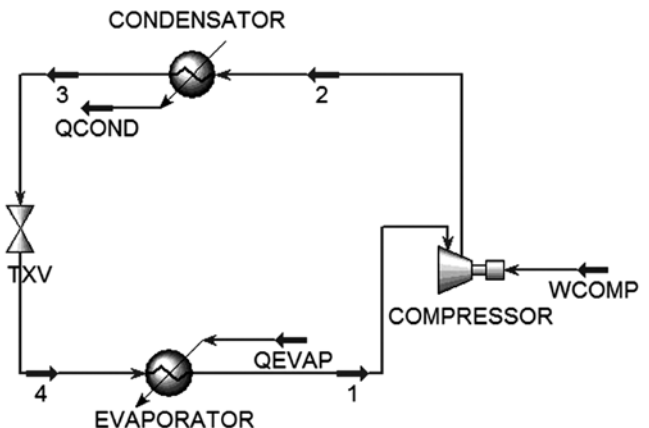 CONDENSATOR
3
2
QCOND
TXV
WCOMP
COMPRESSOR
QEVAP
4
1
EVAPORATOR